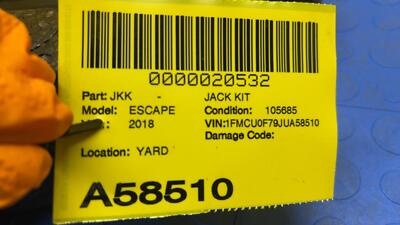 0000020532
Part: JKK - JACK KIT
Model: ESCAPE Condition: 105685
: 2018 VIN:1FMCU0F79JUA58510
Damage Code:
Location: YARD
A58510